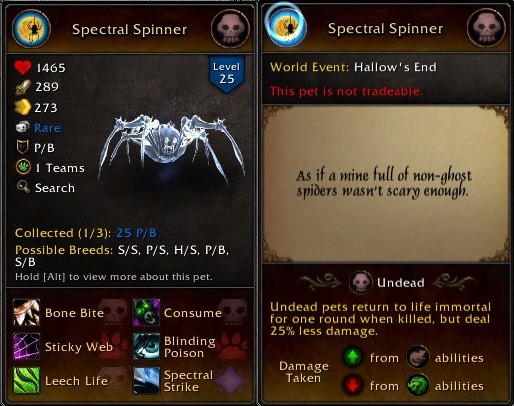 Spectral Spinner
Level
25
1465
289
273
Rare
P/B
1 Teams
Search
Collected (1/3): 25 P/B
Possible Breeds: S/S, P/S, H/S, P/B,
S/B
Hold [Alt] to view more about this pet.
Bone Bite
Consume
Sticky Web
Blinding
Poison
Leech Life
Spectral
Strike
Spectral Spinner
World Event: Hallow's End
This pet is not tradeable.
As if a mine full of non-ghost
spiders wasn't scary enough.
Undead
Undead pets return to life immortal
for one round when killed, but deal
25% less damage.
Damage
Taken
from abilities
from abilities